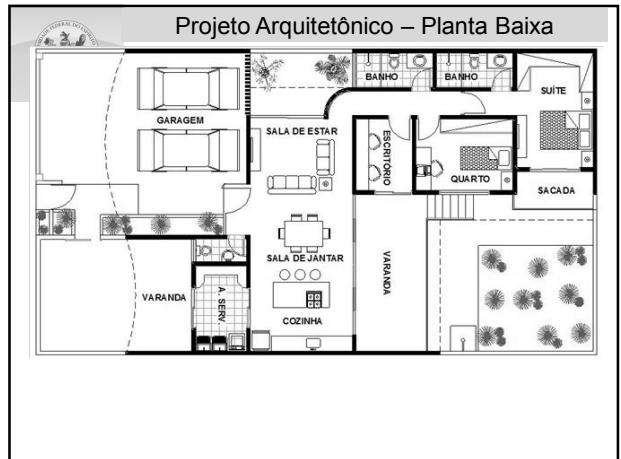 Projeto Arquitetônico – Planta Baixa
BANHO
BANHO
SUÍTE
GARAGEM
SALA DE ESTAR
ESCRITÓRIO
QUARTO
SACADA
SALA DE JANTAR
VARANDA
VARANDA
A. SERV.
COZINHA